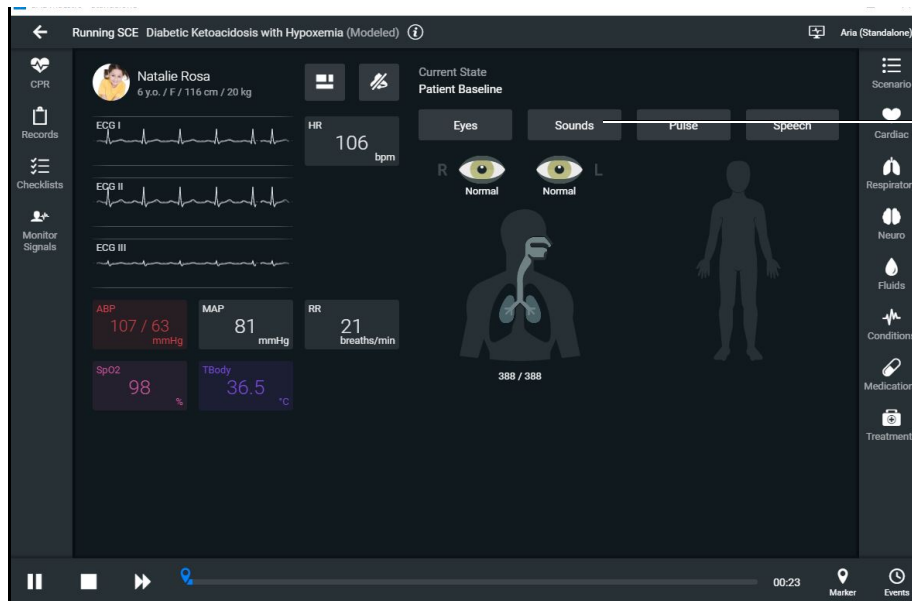 Running SCE Diabetic Ketoacidosis with Hypoxemia (Modeled)
Aria (Standalone)
CPR
Records
Checklists
Monitor
Signals
Natalie Rosa
6 y.o. / F / 116 cm / 20 kg
Current State
Patient Baseline
ECG I
HR
106
bpm
Eyes
Sounds
Pulse
Speech
R
L
Normal
Normal
ECG II
ECG III
ABP
107 / 63
mmHg
MAP
81
mmHg
RR
21
breaths/min
SpO2
98
%
TBody
36.5
°C
388 / 388
Scenario
Cardiac
Respirator
Neuro
Fluids
Condition
Medication
Treatment
00:23
Marker
Events